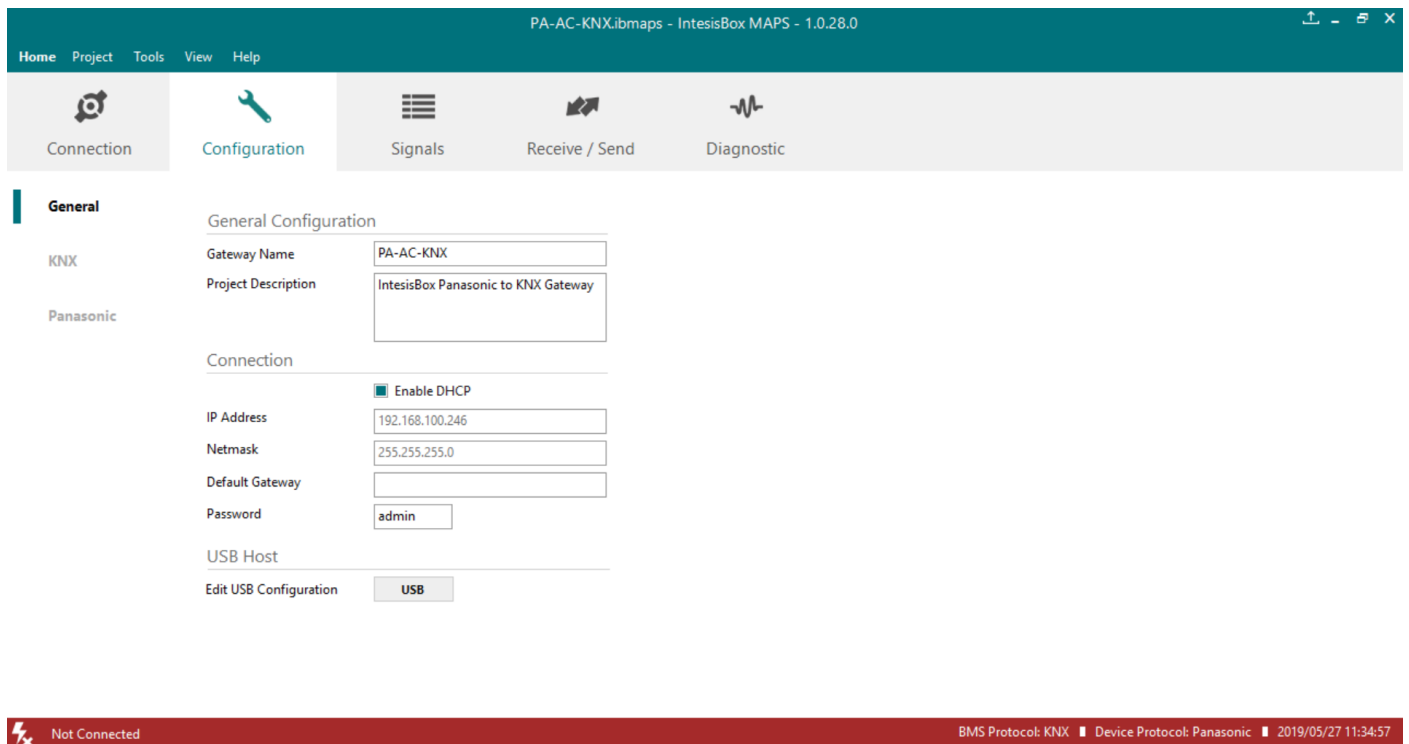 PA-AC-KNX.ibmaps - IntesisBox MAPS - 1.0.28.0
Home Project Tools View Help
Connection Configuration Signals Receive / Send Diagnostic
General
KNX
Panasonic
General Configuration
Gateway Name PA-AC-KNX
Project Description IntesisBox Panasonic to KNX Gateway
Connection
Enable DHCP
IP Address 192.168.100.246
Netmask 255.255.255.0
Default Gateway
Password admin
USB Host
Edit USB Configuration USB
Not Connected BMS Protocol: KNX Device Protocol: Panasonic 2019/05/27 11:34:57